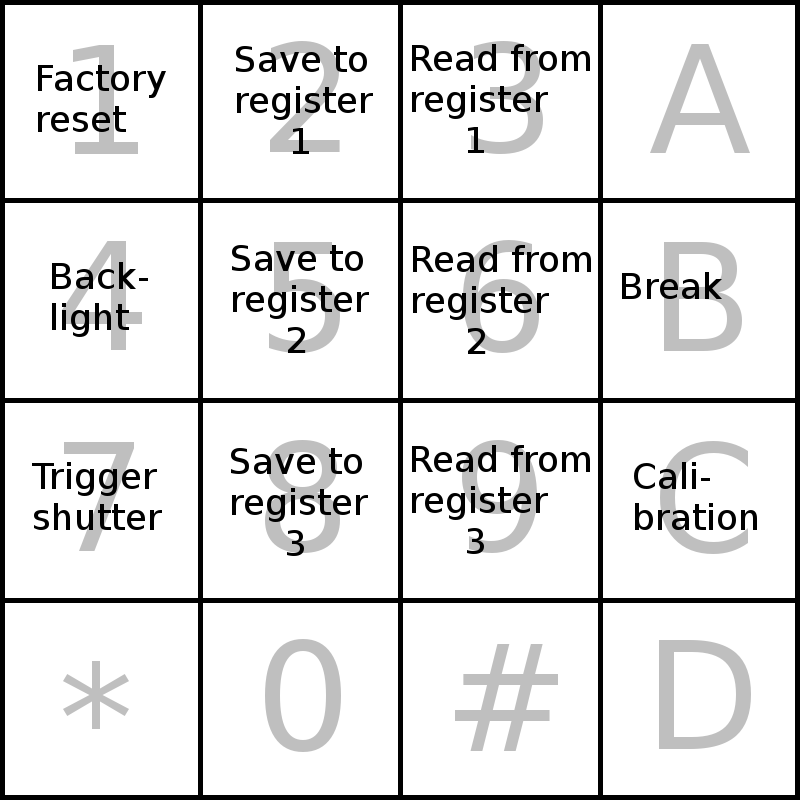 1
Factory
reset
2
Save to
register
1
3
Read from
register
1
A
4
Back-
light
5
Save to
register
2
6
Read from
register
2
B
Break
7
Trigger
shutter
8
Save to
register
3
9
Read from
register
3
C
Cali-
bration
*
0
#
D